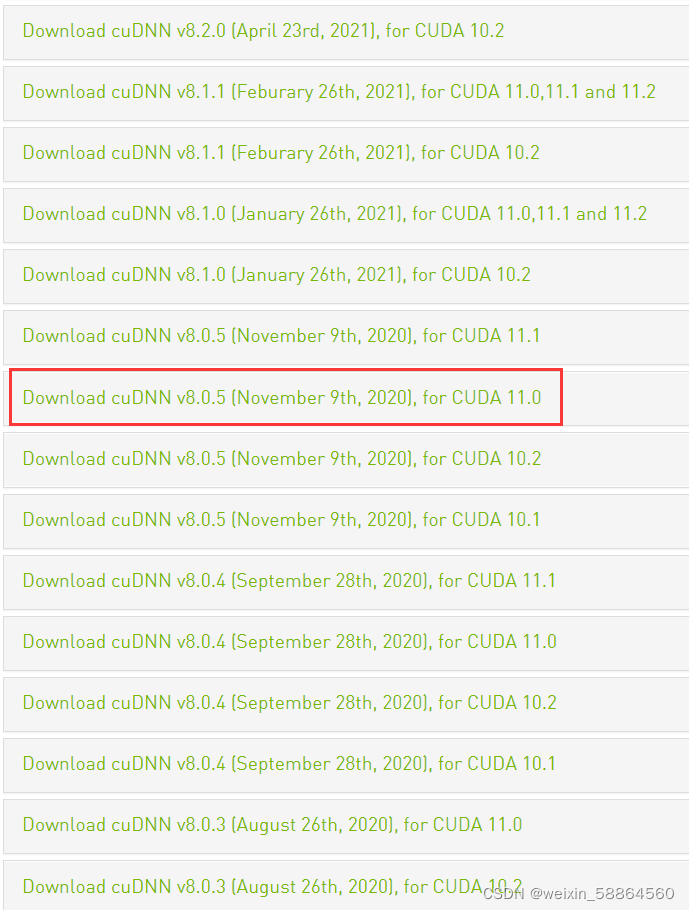 Download cuDNN v8.2.0 (April 23rd, 2021), for CUDA 10.2
Download cuDNN v8.1.1 (Feburary 26th, 2021), for CUDA 11.0,11.1 and 11.2
Download cuDNN v8.1.1 (Feburary 26th, 2021), for CUDA 10.2
Download cuDNN v8.1.0 (January 26th, 2021), for CUDA 11.0,11.1 and 11.2
Download cuDNN v8.1.0 (January 26th, 2021), for CUDA 10.2
Download cuDNN v8.0.5 (November 9th, 2020), for CUDA 11.1
Download cuDNN v8.0.5 (November 9th, 2020), for CUDA 11.0
Download cuDNN v8.0.5 (November 9th, 2020), for CUDA 10.2
Download cuDNN v8.0.5 (November 9th, 2020), for CUDA 10.1
Download cuDNN v8.0.4 (September 28th, 2020), for CUDA 11.1
Download cuDNN v8.0.4 (September 28th, 2020), for CUDA 11.0
Download cuDNN v8.0.4 (September 28th, 2020), for CUDA 10.2
Download cuDNN v8.0.4 (September 28th, 2020), for CUDA 10.1
Download cuDNN v8.0.3 (August 26th, 2020), for CUDA 11.0
Download cuDNN v8.0.3 (August 26th, 2020), for CUDA 10.2
CSDN @weixin_58864560